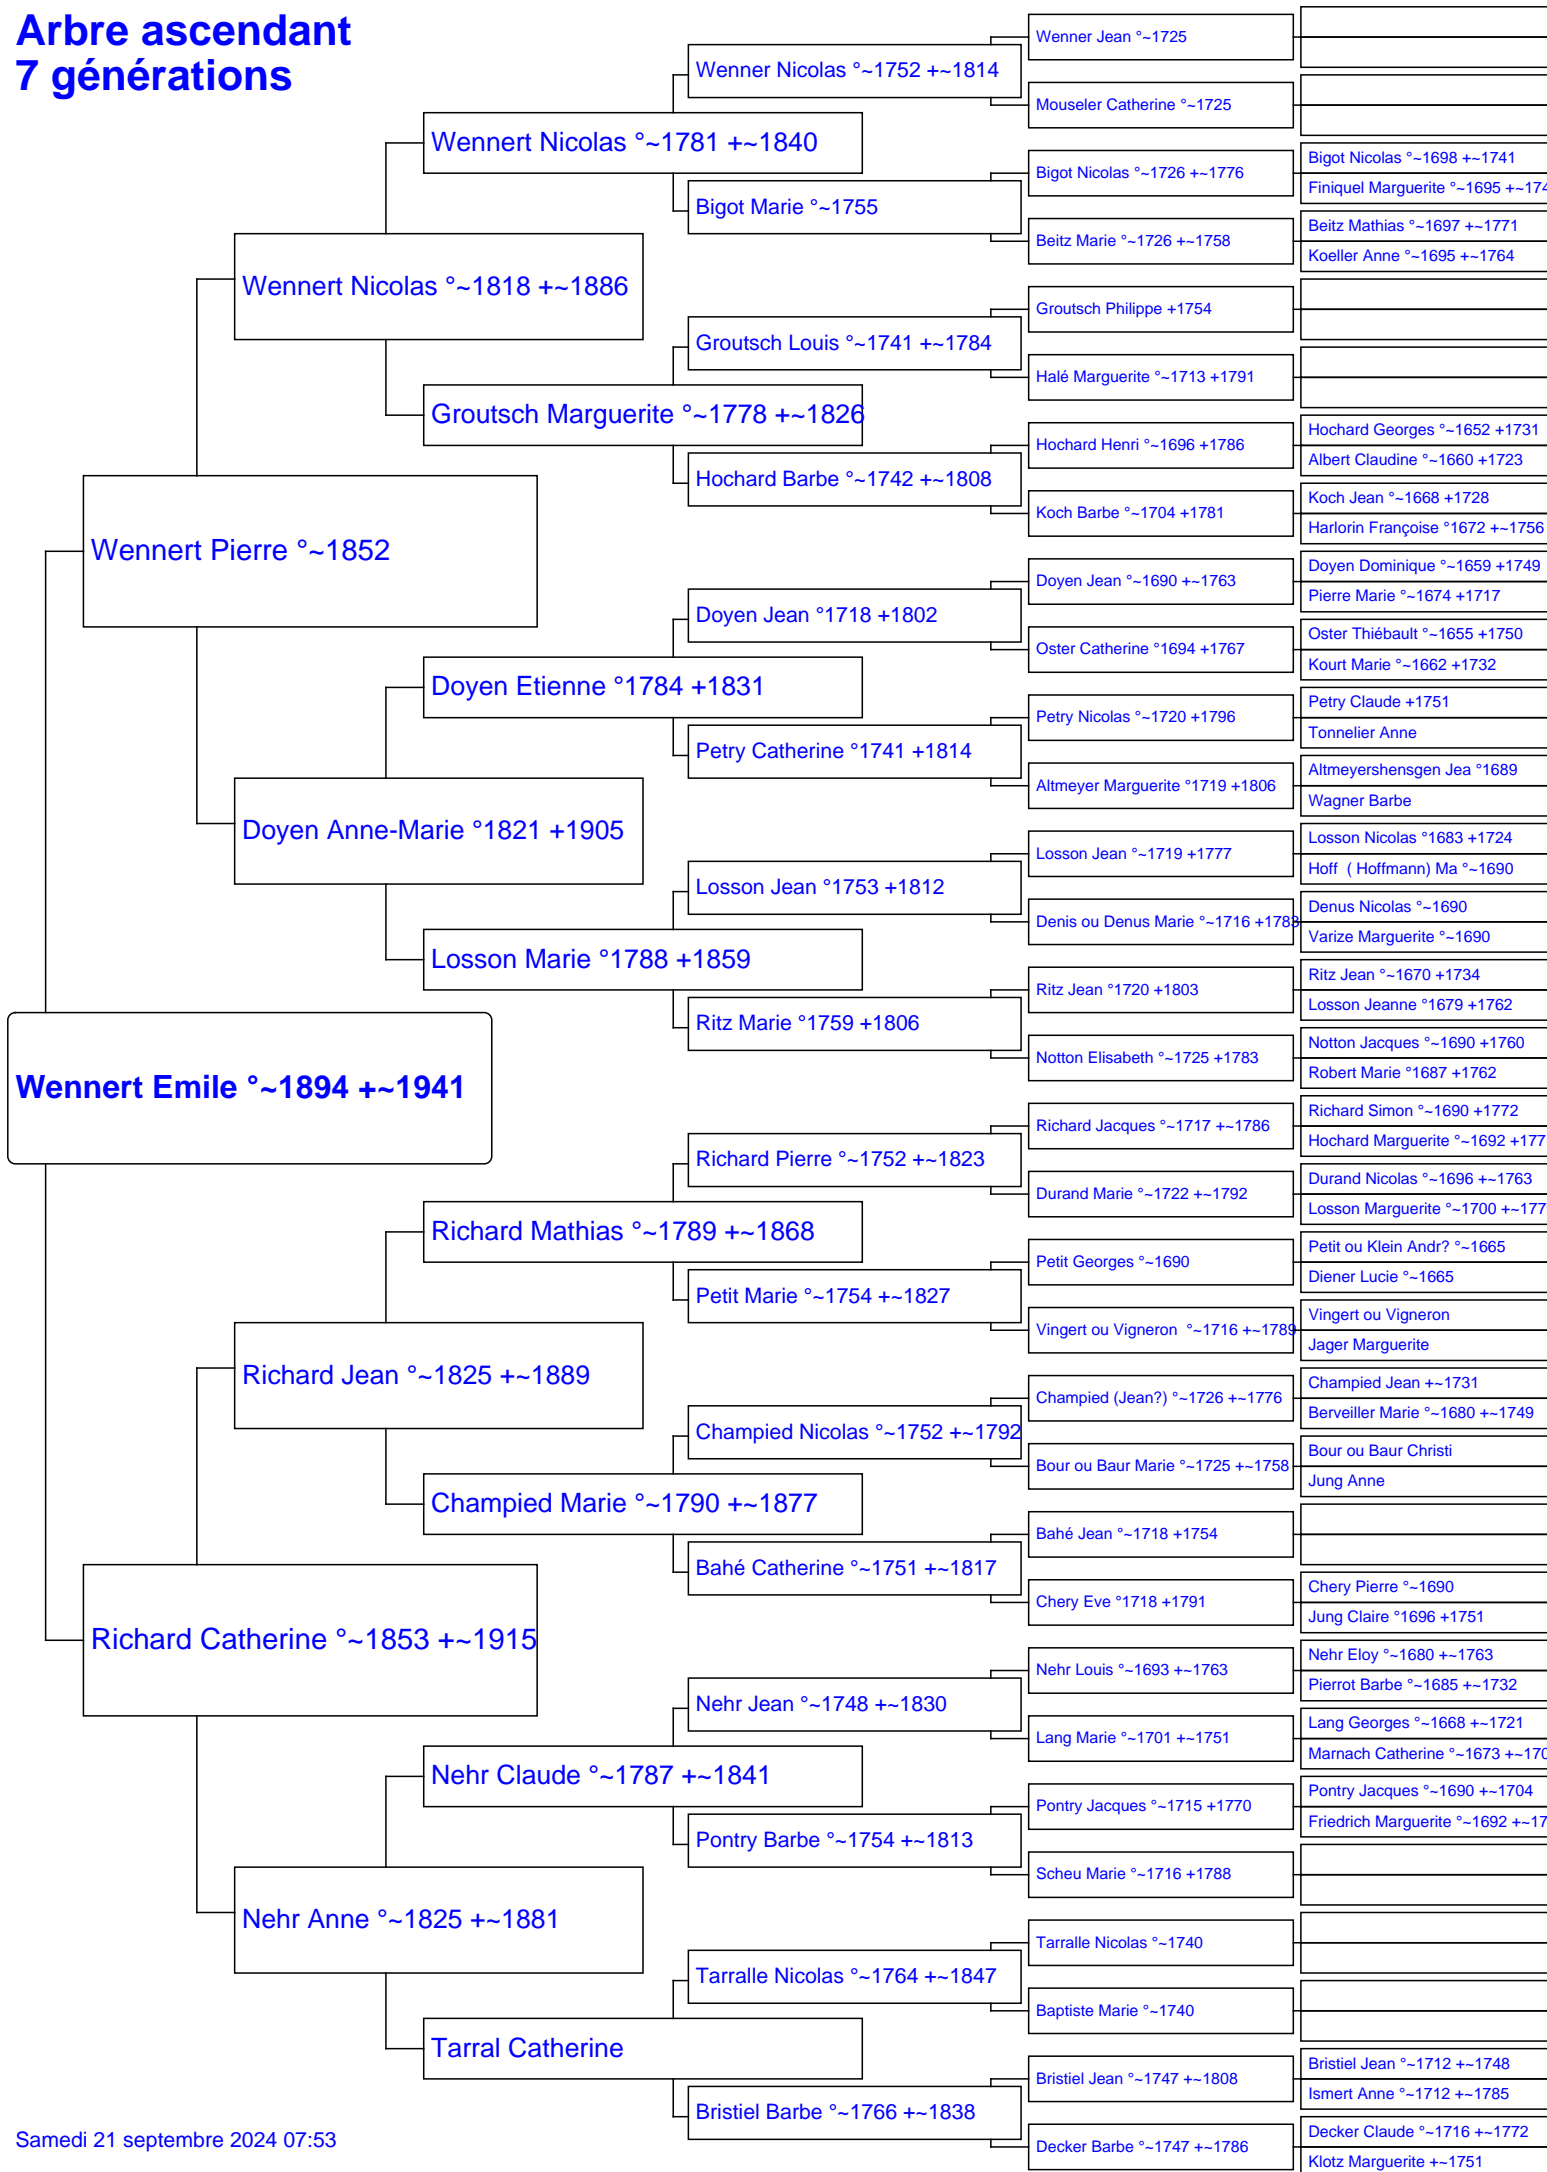 Arbre ascendant
7 générations
Wennert Emile °~1894 +~1941
Wennert Pierre °~1852
Richard Catherine °~1853 +~1915
Wennert Nicolas °~1818 +~1886
Doyen Anne-Marie °1821 +1905
Richard Jean °~1825 +~1889
Nehr Anne °~1825 +~1881
Wennert Nicolas °~1781 +~1840
Groutsch Marguerite °~1778 +~1826
Doyen Etienne °1784 +1831
Losson Marie °1788 +1859
Richard Mathias °~1789 +~1868
Champied Marie °~1790 +~1877
Nehr Claude °~1787 +~1841
Tarral Catherine
Wenner Nicolas °~1752 +~1814
Bigot Marie °~1755
Groutsch Louis °~1741 +~1784
Hochard Barbe °~1742 +~1808
Doyen Jean °1718 +1802
Petry Catherine °1741 +1814
Losson Jean °1753 +1812
Ritz Marie °1759 +1806
Richard Pierre °~1752 +~1823
Petit Marie °~1754 +~1827
Champied Nicolas °~1752 +~1792
Bahé Catherine °~1751 +~1817
Nehr Jean °~1748 +~1830
Pontry Barbe °~1754 +~1813
Tarralle Nicolas °~1764 +~1847
Bristiel Barbe °~1766 +~1838
Wenner Jean °~1725
Mouseler Catherine °~1725
Bigot Nicolas °~1726 +~1776
Beitz Marie °~1726 +~1758
Groutsch Philippe +1754
Halé Marguerite °~1713 +1791
Hochard Henri °~1696 +1786
Koch Barbe °~1704 +1781
Doyen Jean °~1690 +~1763
Oster Catherine °1694 +1767
Petry Nicolas °~1720 +1796
Altmeyer Marguerite °1719 +1806
Losson Jean °~1719 +1777
Denis ou Denus Marie °~1716 +1783
Ritz Jean °1720 +1803
Notton Elisabeth °~1725 +1783
Richard Jacques °~1717 +~1786
Durand Marie °~1722 +~1792
Petit Georges °~1690
Vingert ou Vigneron °~1716 +~1789
Champied (Jean?) °~1726 +~1776
Bour ou Baur Marie °~1725 +~1758
Bahé Jean °~1718 +1754
Chery Eve °1718 +1791
Nehr Louis °~1693 +~1763
Lang Marie °~1701 +~1751
Pontry Jacques °~1715 +1770
Scheu Marie °~1716 +1788
Tarralle Nicolas °~1740
Baptiste Marie °~1740
Bristiel Jean °~1747 +~1808
Decker Barbe °~1747 +~1786
Bigot Nicolas °~1698 +~1741
Finiquel Marguerite °~1695 +~174
Beitz Mathias °~1697 +~1771
Koeller Anne °~1695 +~1764
Hochard Georges °~1652 +1731
Albert Claudine °~1660 +1723
Koch Jean °~1668 +1728
Harlorin Françoise °1672 +~1756
Doyen Dominique °~1659 +1749
Pierre Marie °~1674 +1717
Oster Thiébault °~1655 +1750
Kourt Marie °~1662 +1732
Petry Claude +1751
Tonnelier Anne
Altmeyershensgen Jea °1689
Wagner Barbe
Losson Nicolas °1683 +1724
Hoff ( Hoffmann) Ma °~1690
Denus Nicolas °~1690
Varize Marguerite °~1690
Ritz Jean °~1670 +1734
Losson Jeanne °1679 +1762
Notton Jacques °~1690 +1760
Robert Marie °1687 +1762
Richard Simon °~1690 +1772
Hochard Marguerite °~1692 +177
Durand Nicolas °~1696 +~1763
Losson Marguerite °~1700 +~177
Petit ou Klein Andr? °~1665
Diener Lucie °~1665
Vingert ou Vigneron
Jager Marguerite
Champied Jean +~1731
Berveiller Marie °~1680 +~1749
Bour ou Baur Christi
Jung Anne
Chery Pierre °~1690
Jung Claire °1696 +1751
Nehr Eloy °~1680 +~1763
Pierrot Barbe °~1685 +~1732
Lang Georges °~1668 +~1721
Marnach Catherine °~1673 +~170
Pontry Jacques °~1690 +~1704
Friedrich Marguerite °~1692 +~17
Bristiel Jean °~1712 +~1748
Ismert Anne °~1712 +~1785
Decker Claude °~1716 +~1772
Klotz Marguerite +~1751
Samedi 21 septembre 2024 07:53